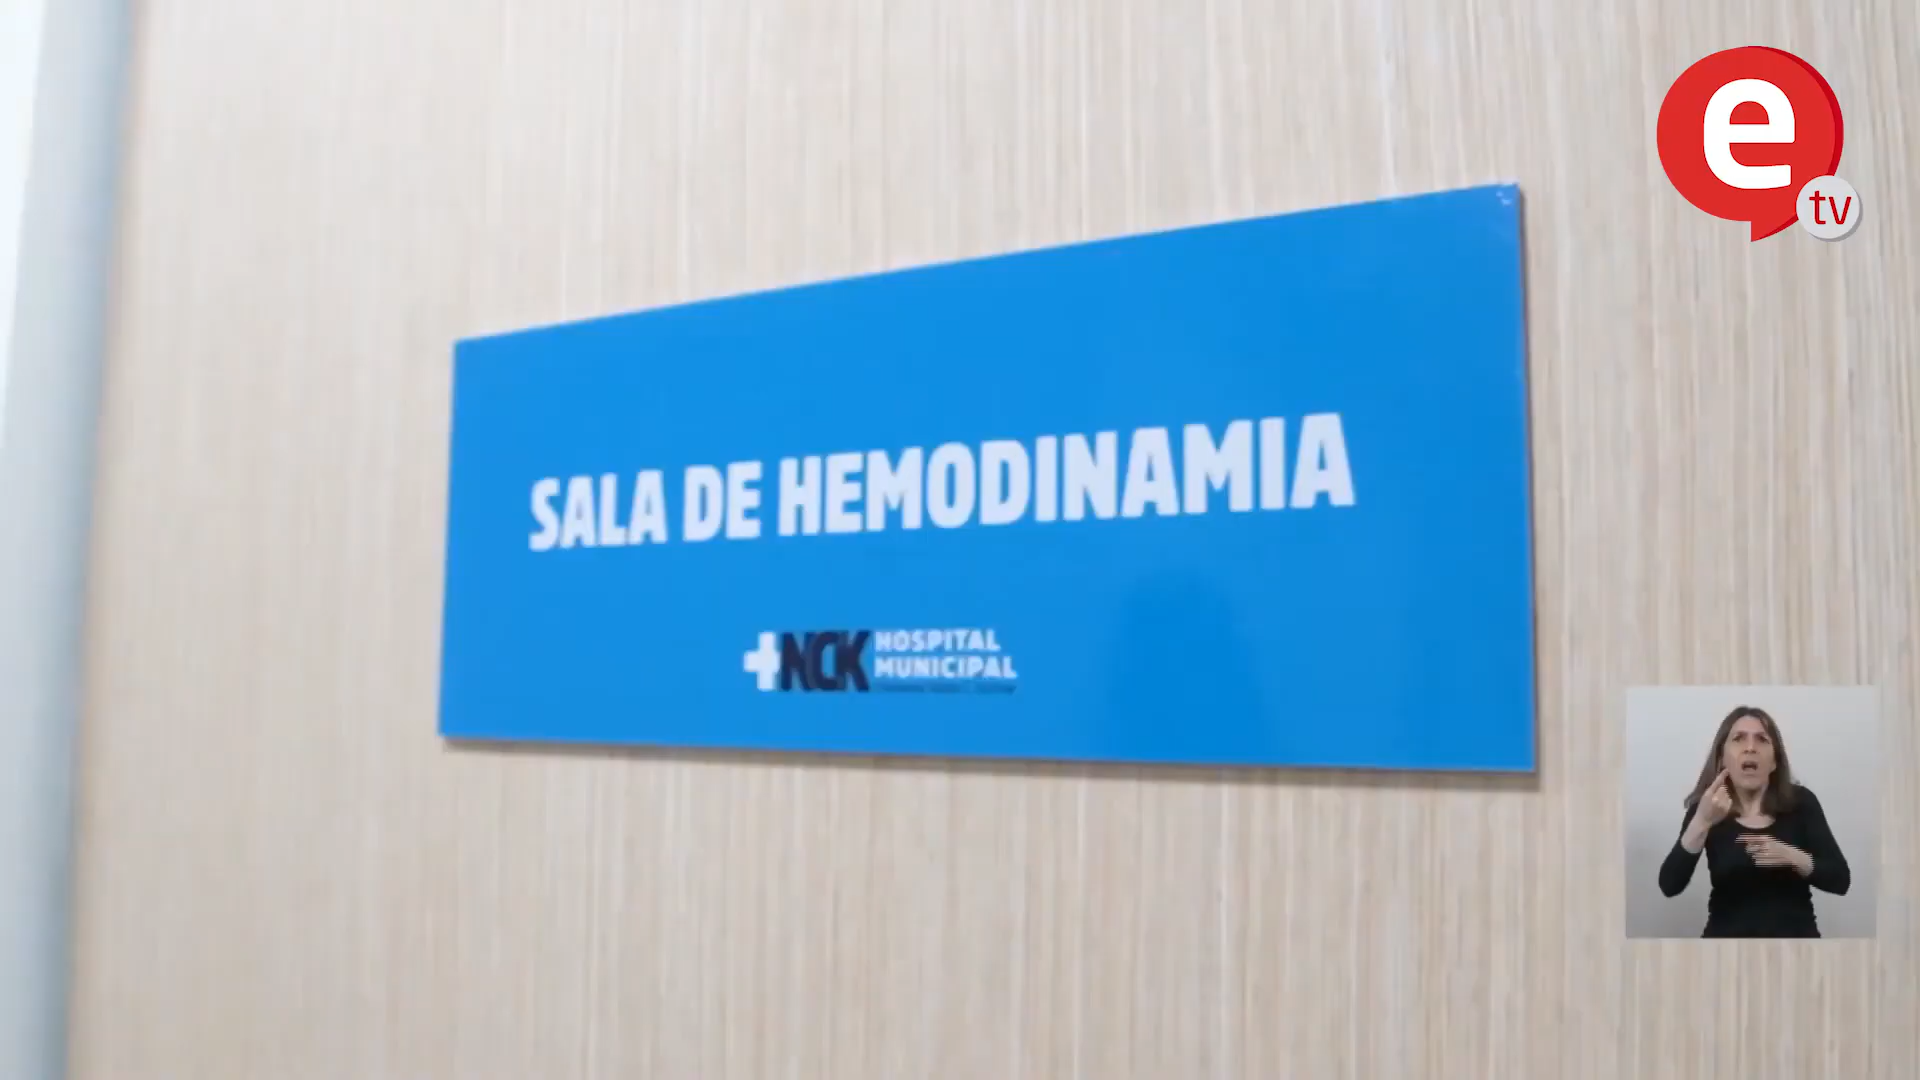 e
tv
SALA DE HEMODINAMIA
NCK HOSPITAL
MUNICIPAL